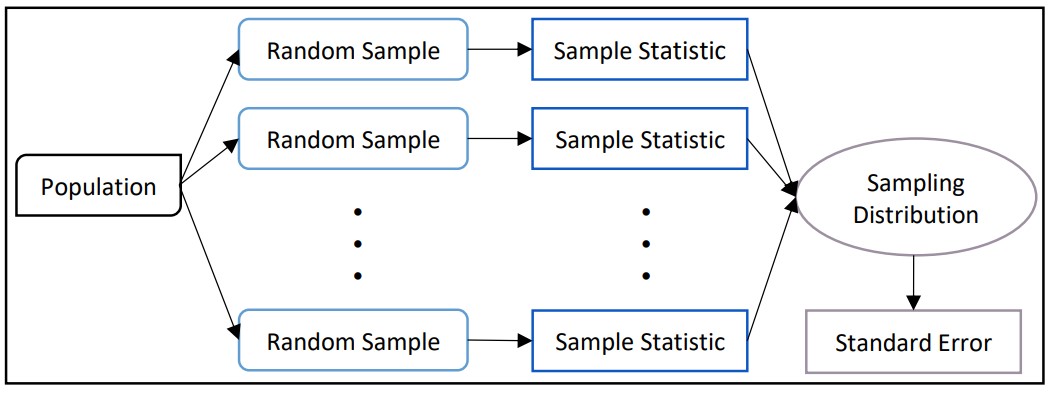 Random Sample
Sample Statistic
Random Sample
Sample Statistic
Population
Sampling
Distribution
Random Sample
Sample Statistic
Standard Error